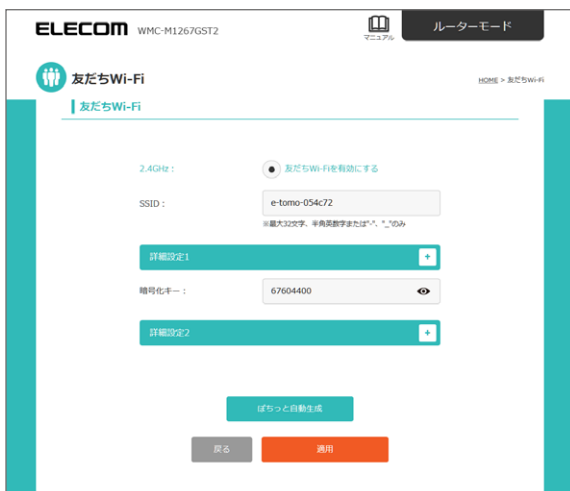 ELECOM WMC-M1267GST2
マニュアル
ルーターモード
友だちWi-Fi
HOME > 友だちWi-Fi
友だちWi-Fi
2.4GHz： 友だちWi-Fiを有効にする
SSID： e-tomo-054c72
※最大32文字、半角英数字または"-"、"_"のみ
詳細設定1 +
暗号化キー： 67604400
詳細設定2 +
ぽちっと自動生成
戻る 適用